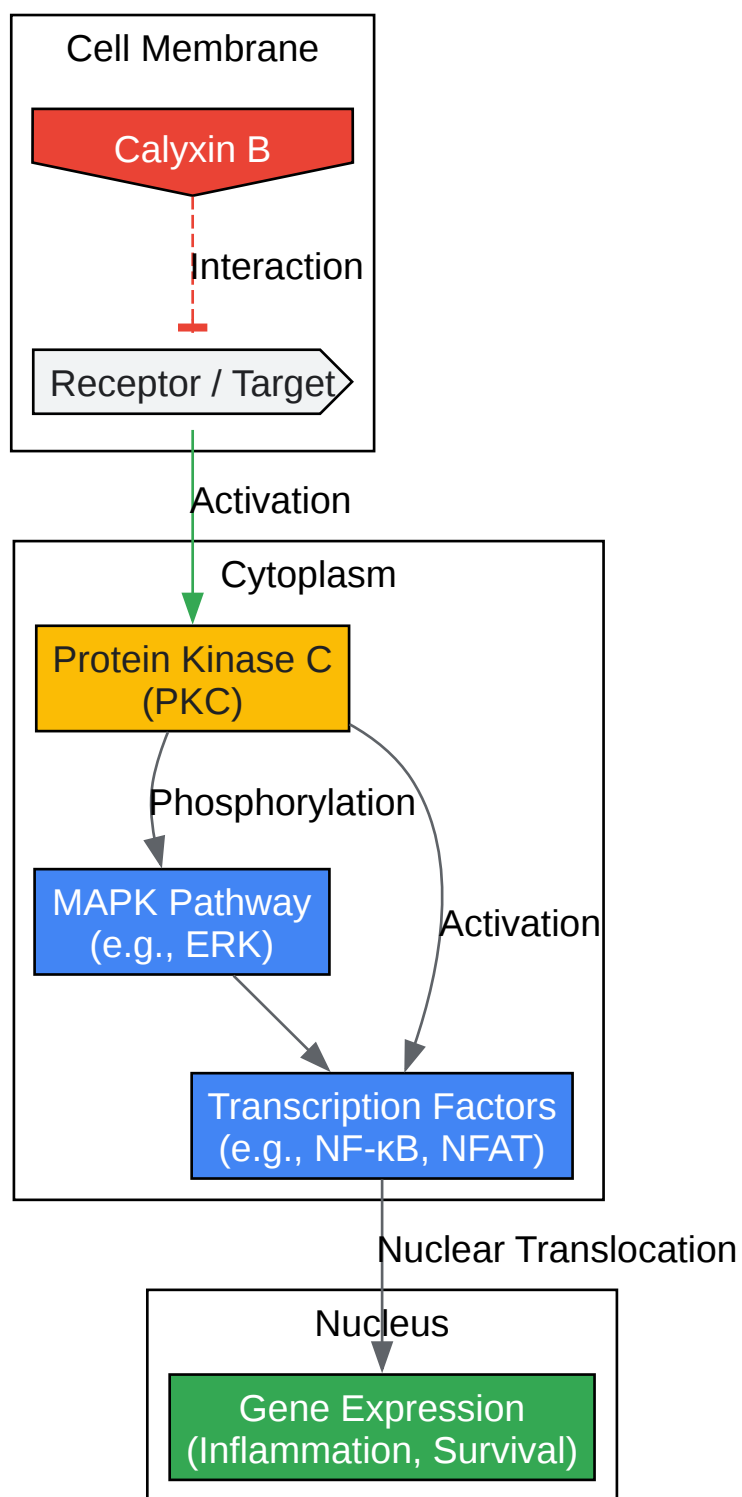 Cell Membrane
Calyxin B
Interaction
Receptor / Target
Activation
Cytoplasm
Protein Kinase C
(PKC)
Phosphorylation
MAPK Pathway
(e.g., ERK)
Activation
Transcription Factors
(e.g., NF-κB, NFAT)
Nuclear Translocation
Nucleus
Gene Expression
(Inflammation, Survival)